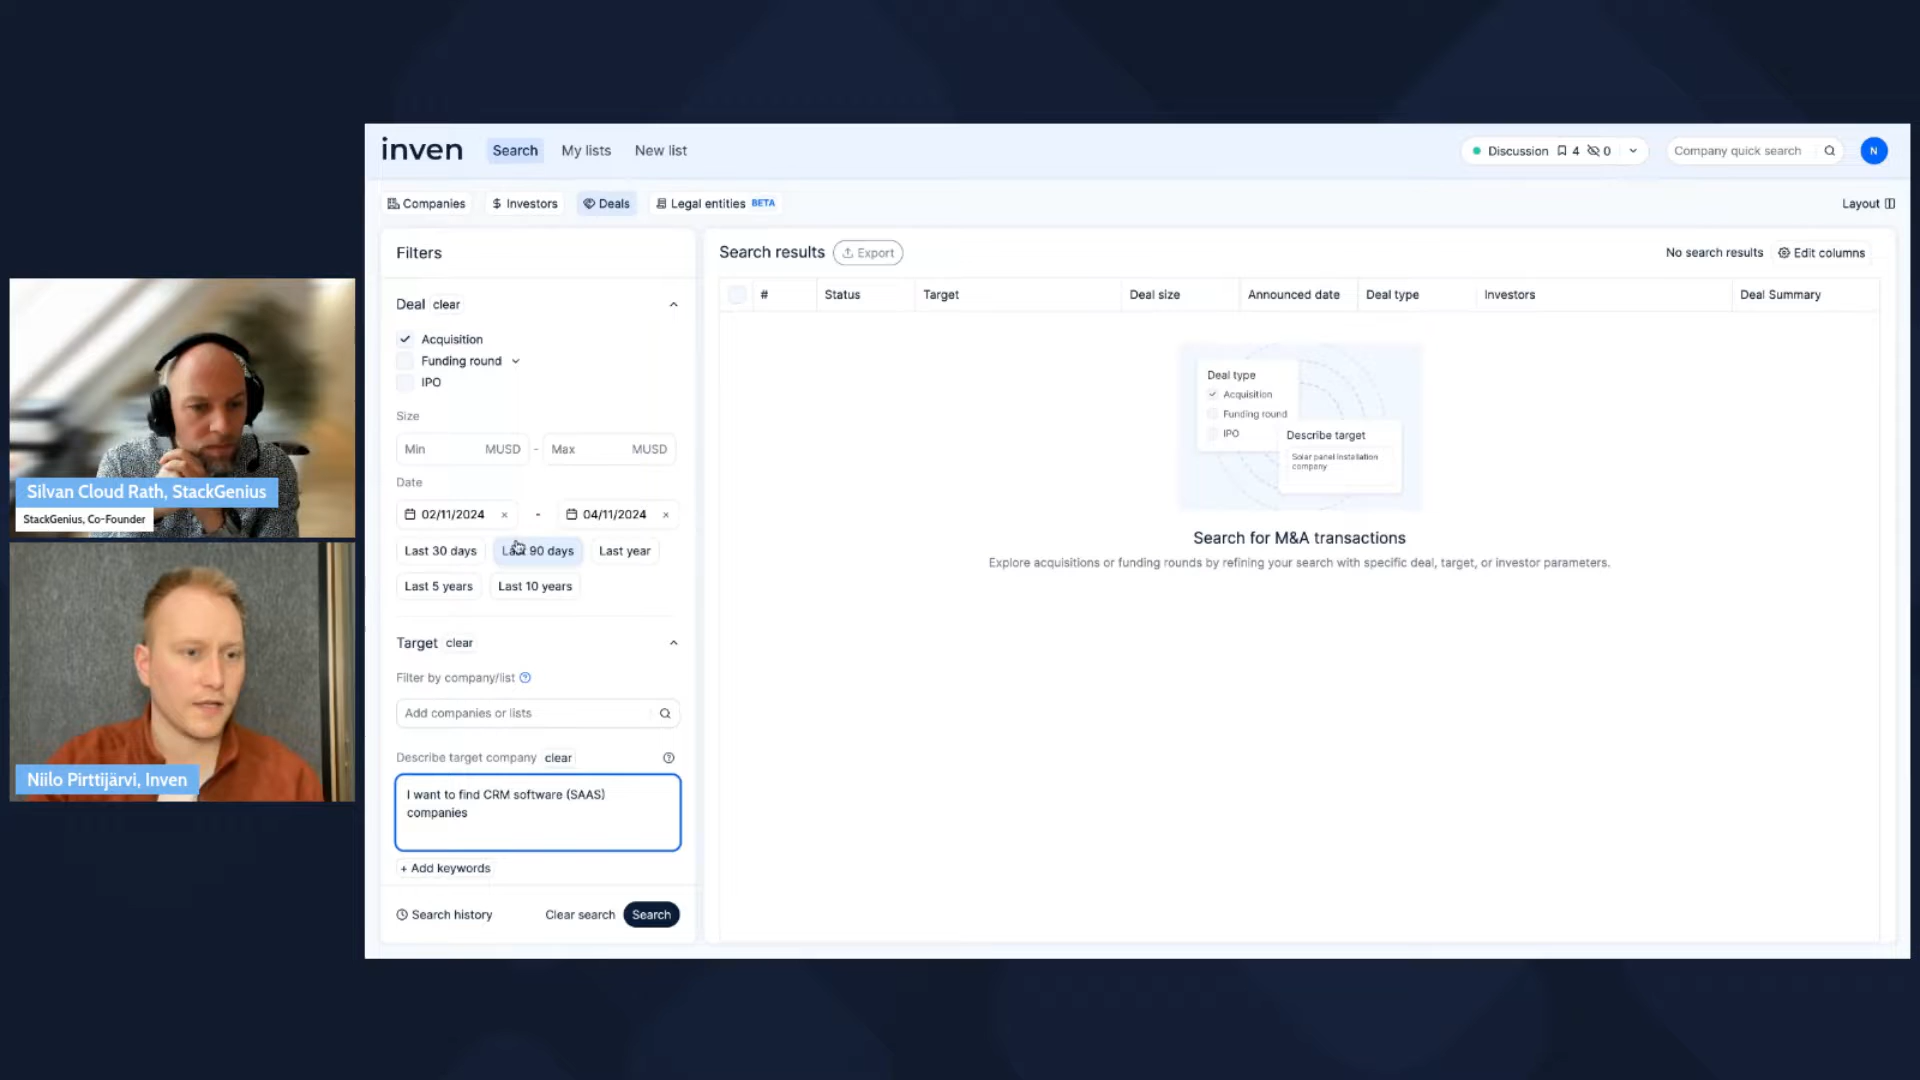 inven
Search
My lists
New list
Discussion
4
0
Company quick search
N
Companies
$ Investors
Deals
Legal entities BETA
Layout
Filters
Deal clear
Acquisition
Funding round
IPO
Size
Min MUSD - Max MUSD
Date
02/11/2024 × - 04/11/2024 ×
Last 30 days
Last 90 days
Last year
Last 5 years
Last 10 years
Target clear
Filter by company/list
Add companies or lists
Describe target company clear
I want to find CRM software (SAAS)
companies
+ Add keywords
Search history
Clear search
Search
Search results
Export
No search results
Edit columns
# Status Target Deal size Announced date Deal type Investors Deal Summary
Deal type
Acquisition
Funding round
IPO
Describe target
Solar panel installation
company
Search for M&A transactions
Explore acquisitions or funding rounds by refining your search with specific deal, target, or investor parameters.
Silvan Cloud Rath, StackGenius
StackGenius, Co-Founder
Niilo Pirttijärvi, Inven